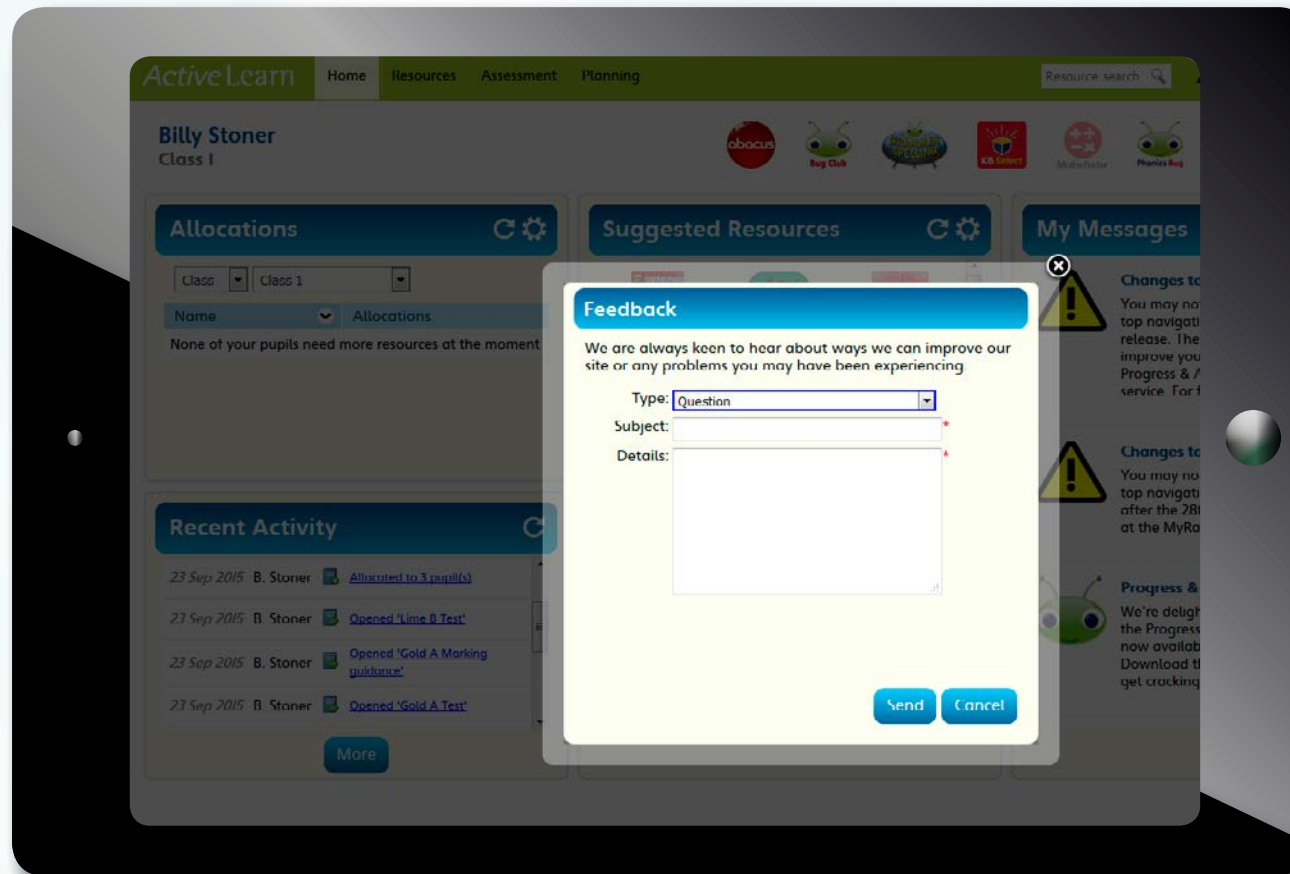 ActiveLearn
Home
Resources
Assessment
Planning
Resource search
Billy Stoner
Class 1
abacus
Bug Club
KS Select
Phonics Bug
Allocations
Class
Class 1
Name
Allocations
None of your pupils need more resources at the moment
Recent Activity
23 Sep 2015 B. Stoner Allocated to 3 pupil(s)
23 Sep 2015 B. Stoner Opened 'Lime B Test'
23 Sep 2015 B. Stoner Opened 'Gold A Marking
guidance'
23 Sep 2015 B. Stoner Opened 'Gold A Test'
More
Suggested Resources
Feedback
We are always keen to hear about ways we can improve our
site or any problems you may have been experiencing
Type: Question
Subject: *
Details: *
Send
Cancel
My Messages
Changes to
You may no
top navigati
release. The
improve you
Progress & A
service. For f
Changes to
You may no
top navigati
after the 28t
at the MyRa
Progress &
We're deligh
the Progress
now availab
Download t
get cracking